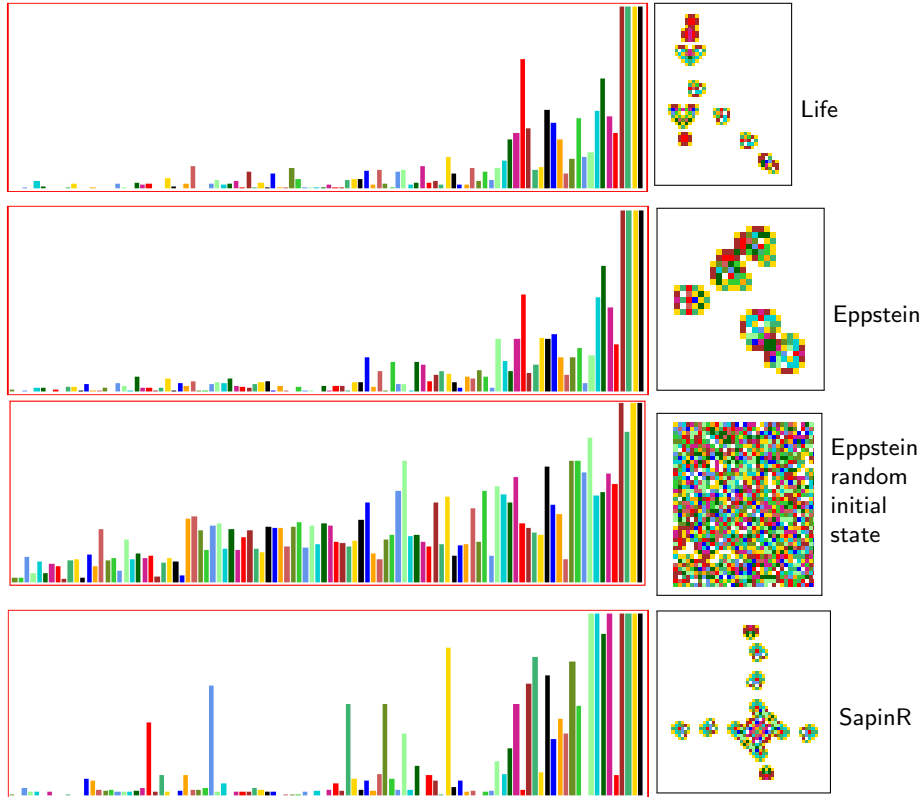 Life
Eppstein
Eppstein
random
initial
state
SapinR